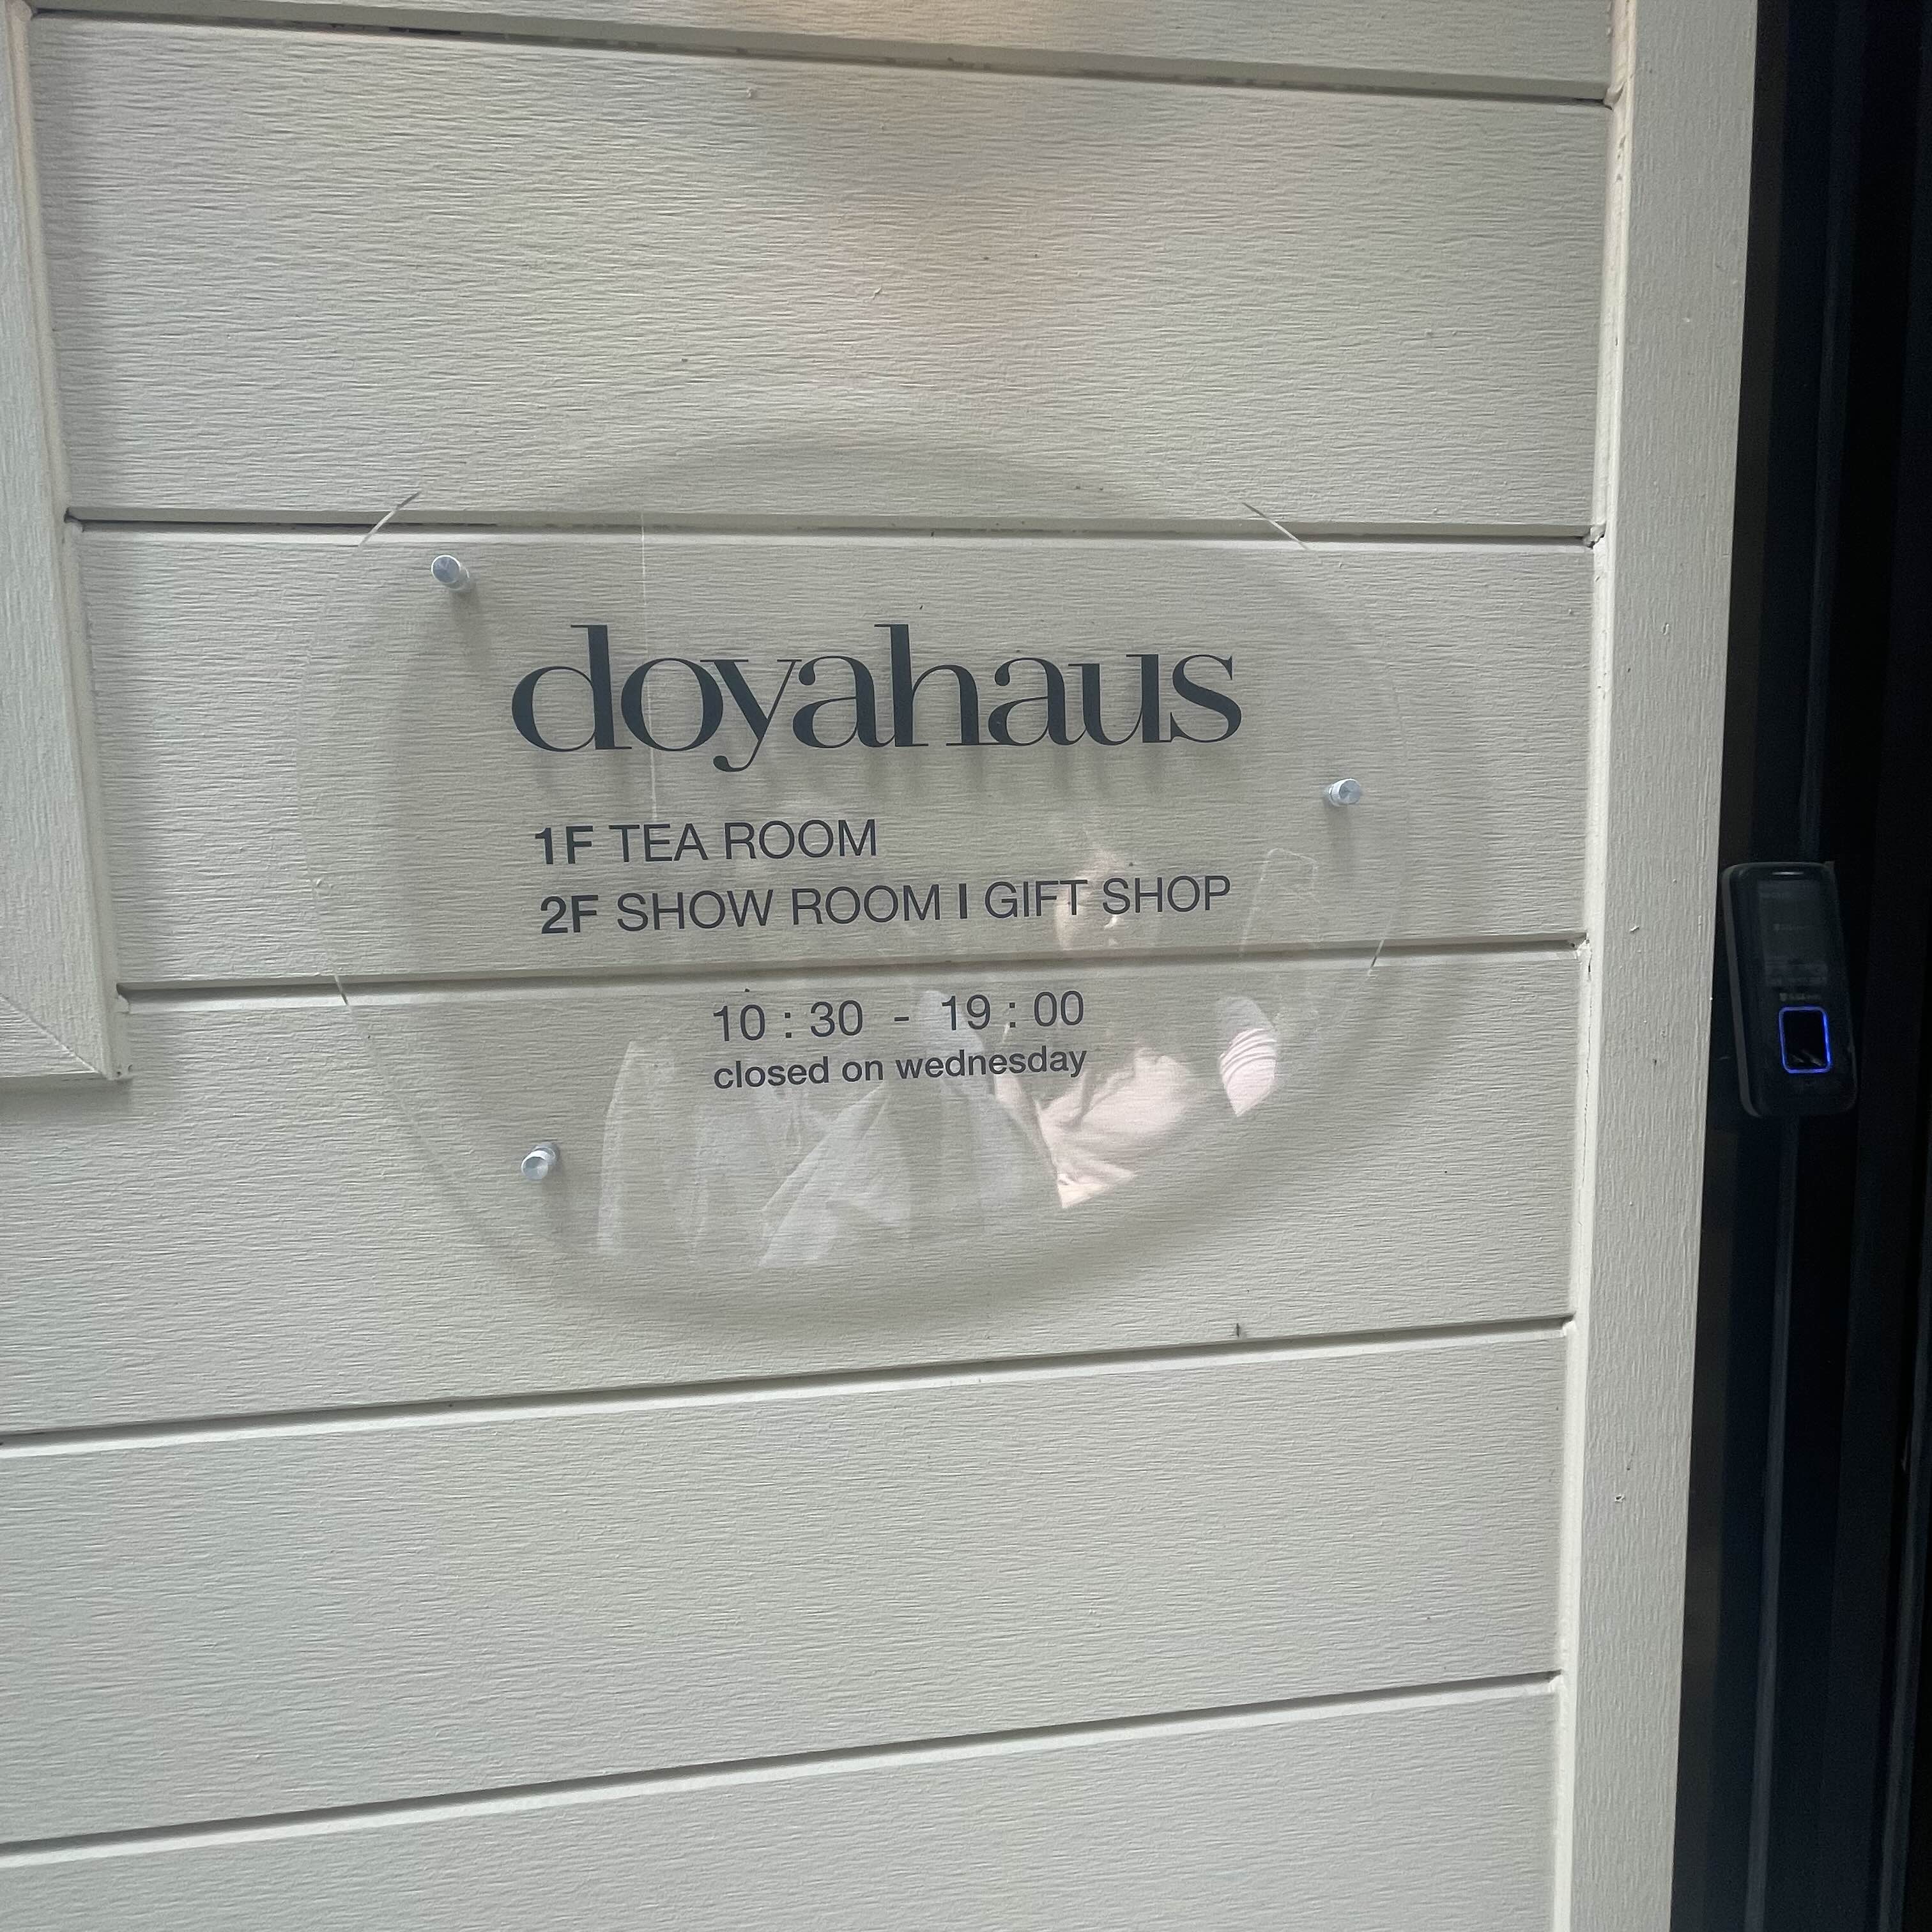 doyahaus
1F TEA ROOM
2F SHOW ROOM I GIFT SHOP
10 : 30 - 19 : 00
closed on wednesday